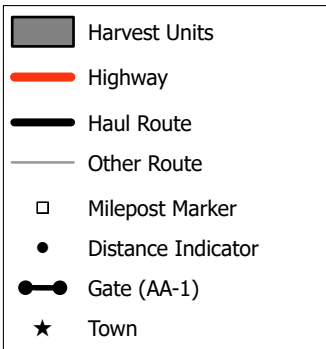 Harvest Units
Highway
Haul Route
Other Route
Milepost Marker
Distance Indicator
Gate (AA-1)
Town